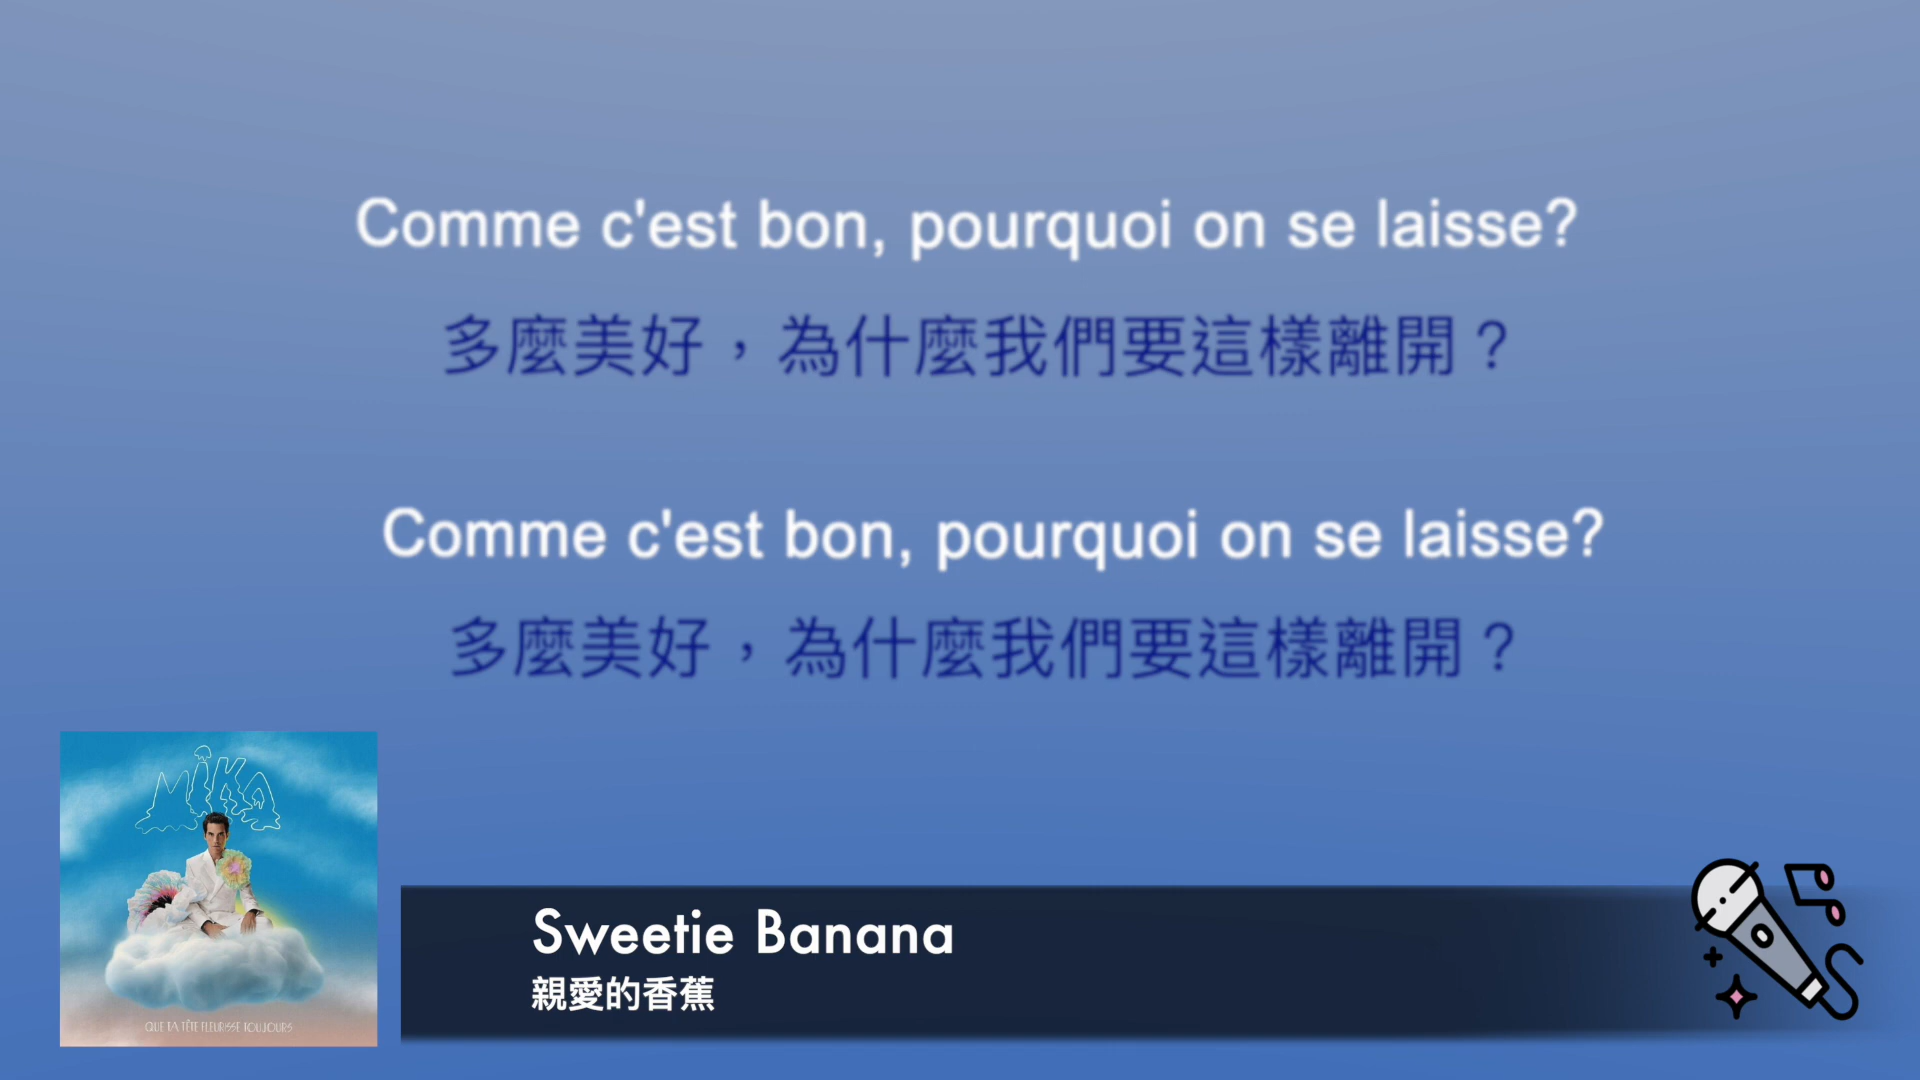 Comme c'est bon, pourquoi on se laisse?
多麼美好，為什麼我們要這樣離開？
Comme c'est bon, pourquoi on se laisse?
多麼美好，為什麼我們要這樣離開？
MIKA
QUE TA TÊTE FLEURISSE TOUJOURS
Sweetie Banana
親愛的香蕉